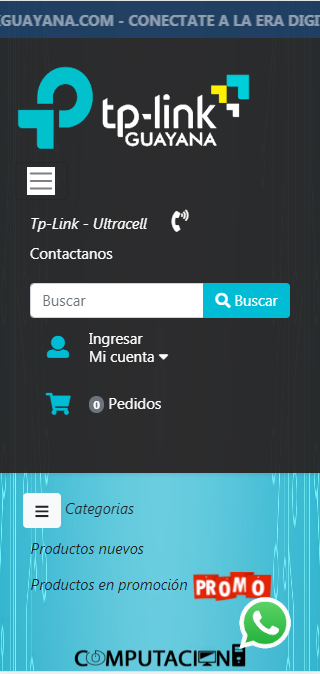 GUAYANA.COM - CONECTATE A LA ERA DIGI
tp-link
GUAYANA
Tp-Link - Ultracell
Contactanos
Buscar
Buscar
Ingresar
Mi cuenta
0 Pedidos
Categorias
Productos nuevos
Productos en promoción PROMO
COMPUTACION